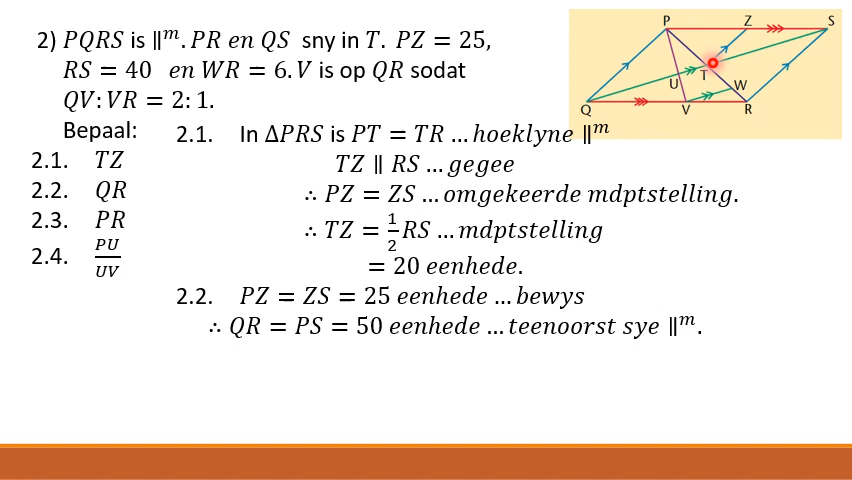 2) PQRS is ∥ᵐ. PR en QS sny in T. PZ = 25,
RS = 40 en WR = 6. V is op QR sodat
QV: VR = 2: 1.
Bepaal:
2.1. TZ
2.2. QR
2.3. PR
2.4. PU/UV
2.1. In ΔPRS is PT = TR … hoeklyne ∥ᵐ
TZ ∥ RS … gegee
∴ PZ = ZS … omgekeerde mdptstelling.
∴ TZ = 1/2 RS … mdptstelling
= 20 eenhede.
2.2. PZ = ZS = 25 eenhede … bewys
∴ QR = PS = 50 eenhede … teenoorst sye ∥ᵐ.
P Z S
T
U W
Q V R